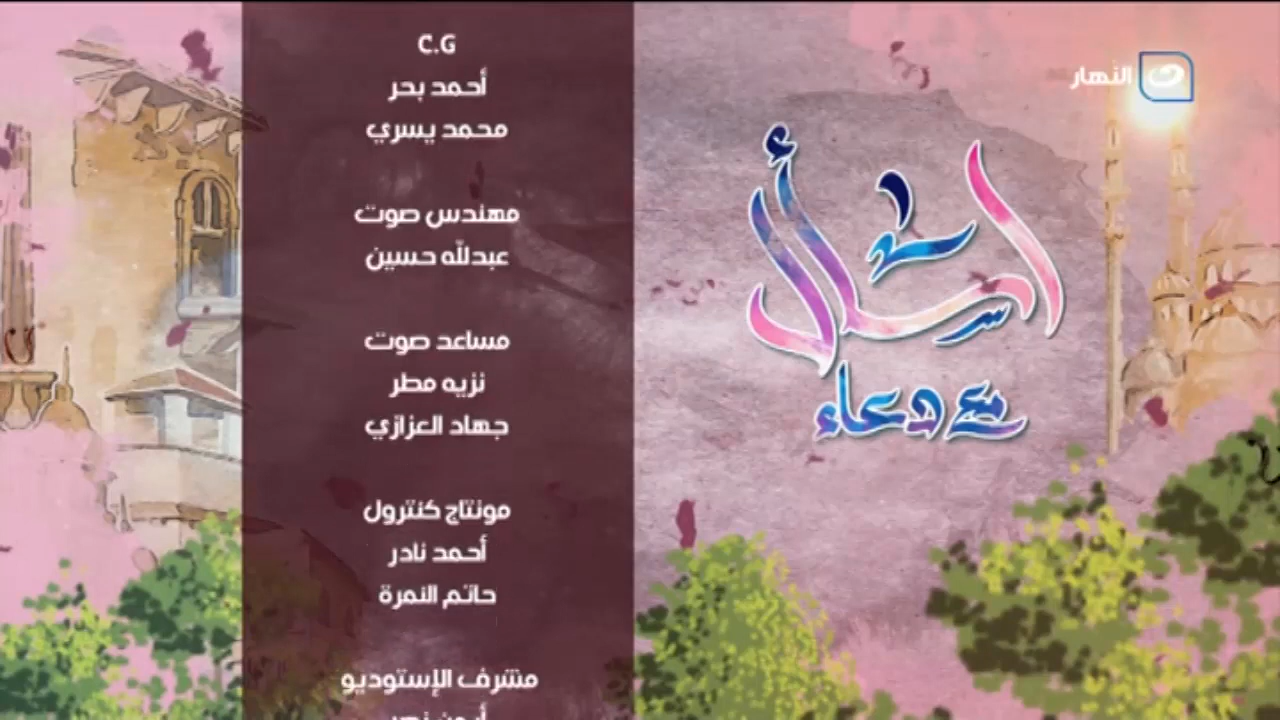 النهار
اسأل
مع دعاء
C.G
أحمد بحر
محمد يسري
مهندس صوت
عبدلله حسين
مساعد صوت
نزيه مطر
جهاد العزازي
مونتاج كنترول
أحمد نادر
حاتم النمرة
مشرف الإستوديو